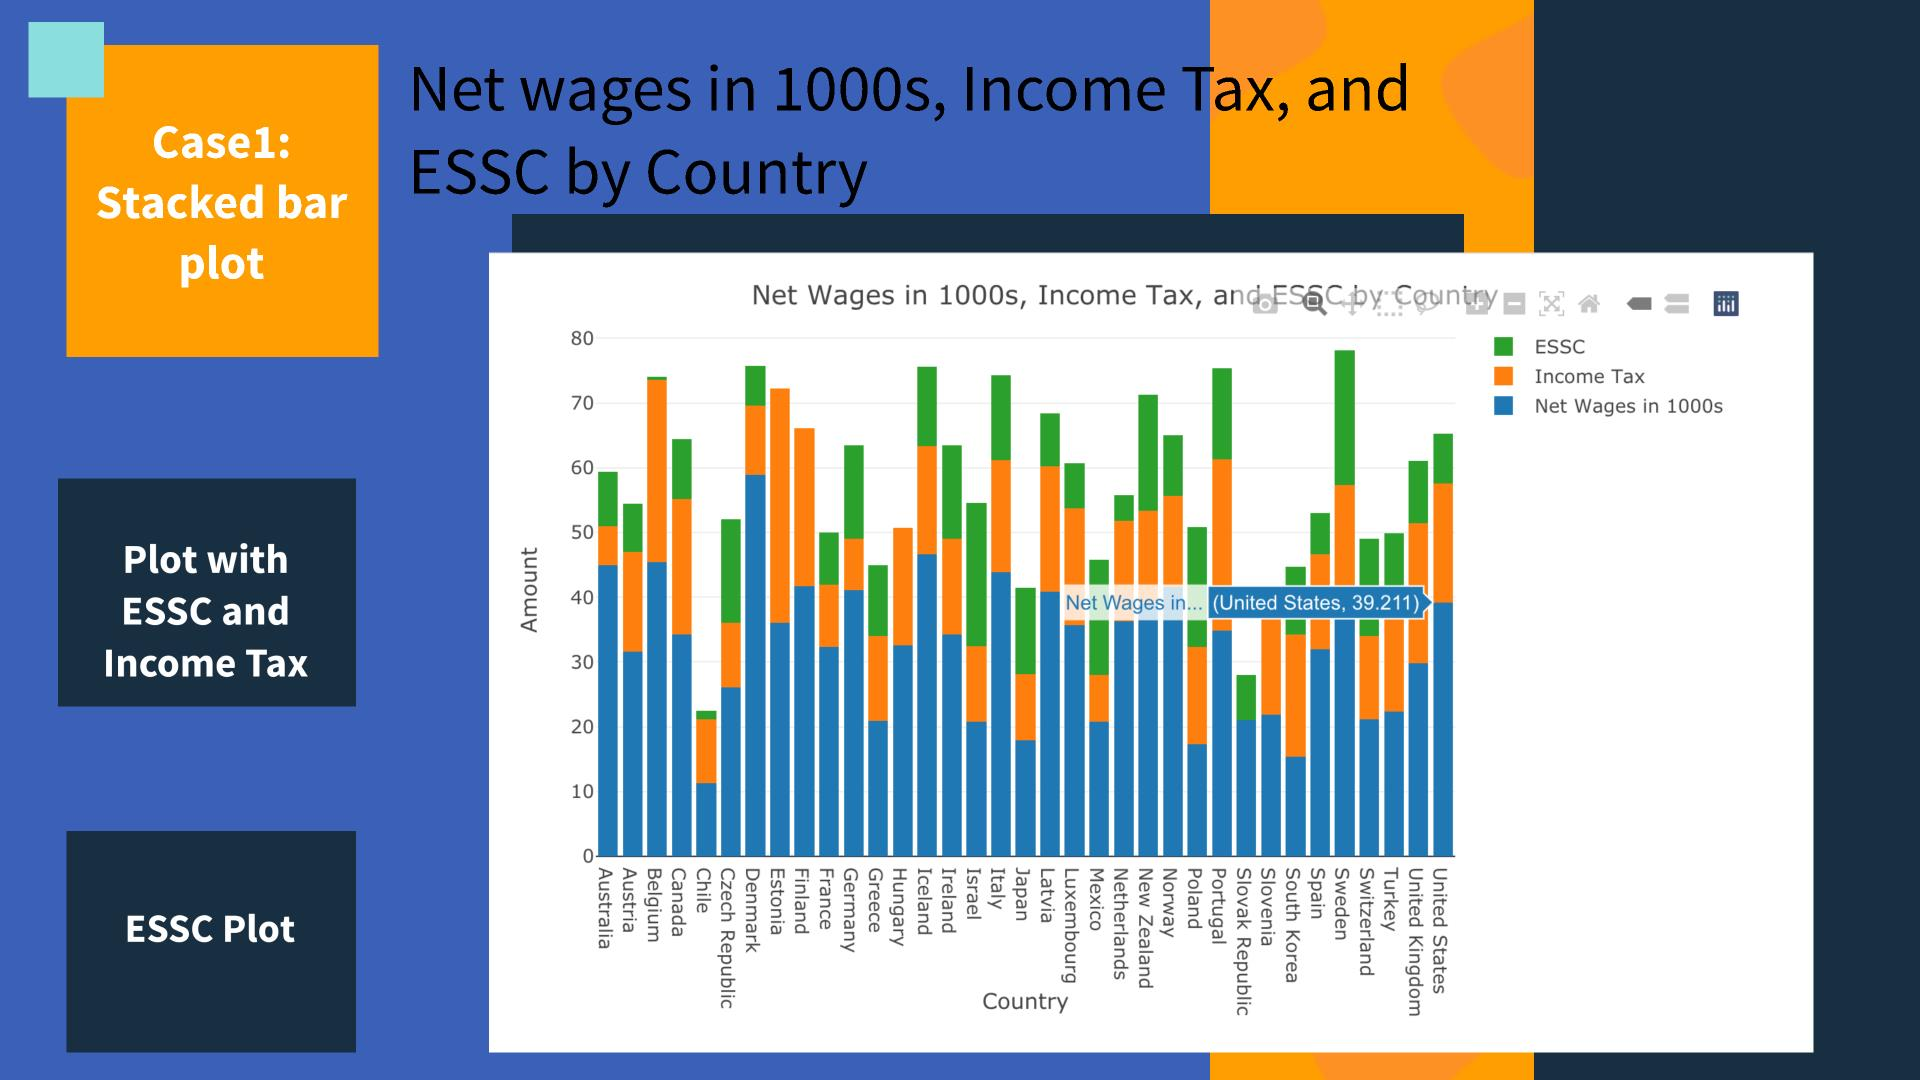 Case1:
Stacked bar
plot
Net wages in 1000s, Income Tax, and
ESSC by Country
Plot with
ESSC and
Income Tax
ESSC Plot
Net Wages in 1000s, Income Tax, and ESSC by Country
ESSC
Income Tax
Net Wages in 1000s
80
70
60
50
40
30
20
10
0
Amount
Net Wages in... (United States, 39.211)
Australia
Austria
Belgium
Canada
Chile
Czech Republic
Denmark
Estonia
Finland
France
Germany
Greece
Hungary
Iceland
Ireland
Israel
Italy
Japan
Latvia
Luxembourg
Mexico
Netherlands
New Zealand
Norway
Poland
Portugal
Slovak Republic
Slovenia
South Korea
Spain
Sweden
Switzerland
Turkey
United Kingdom
United States
Country